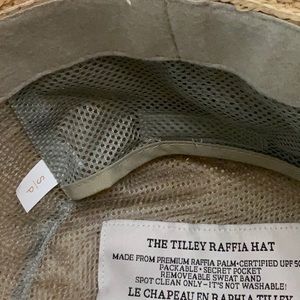 S/P
THE TILLEY RAFFIA HAT
MADE FROM PREMIUM RAFFIA PALM•CERTIFIED UPF 50
PACKABLE • SECRET POCKET
REMOVEABLE SWEAT BAND
SPOT CLEAN ONLY-IT'S NOT WASHABLE!
LE CHAPEAU EN RAPHIA TILLEY